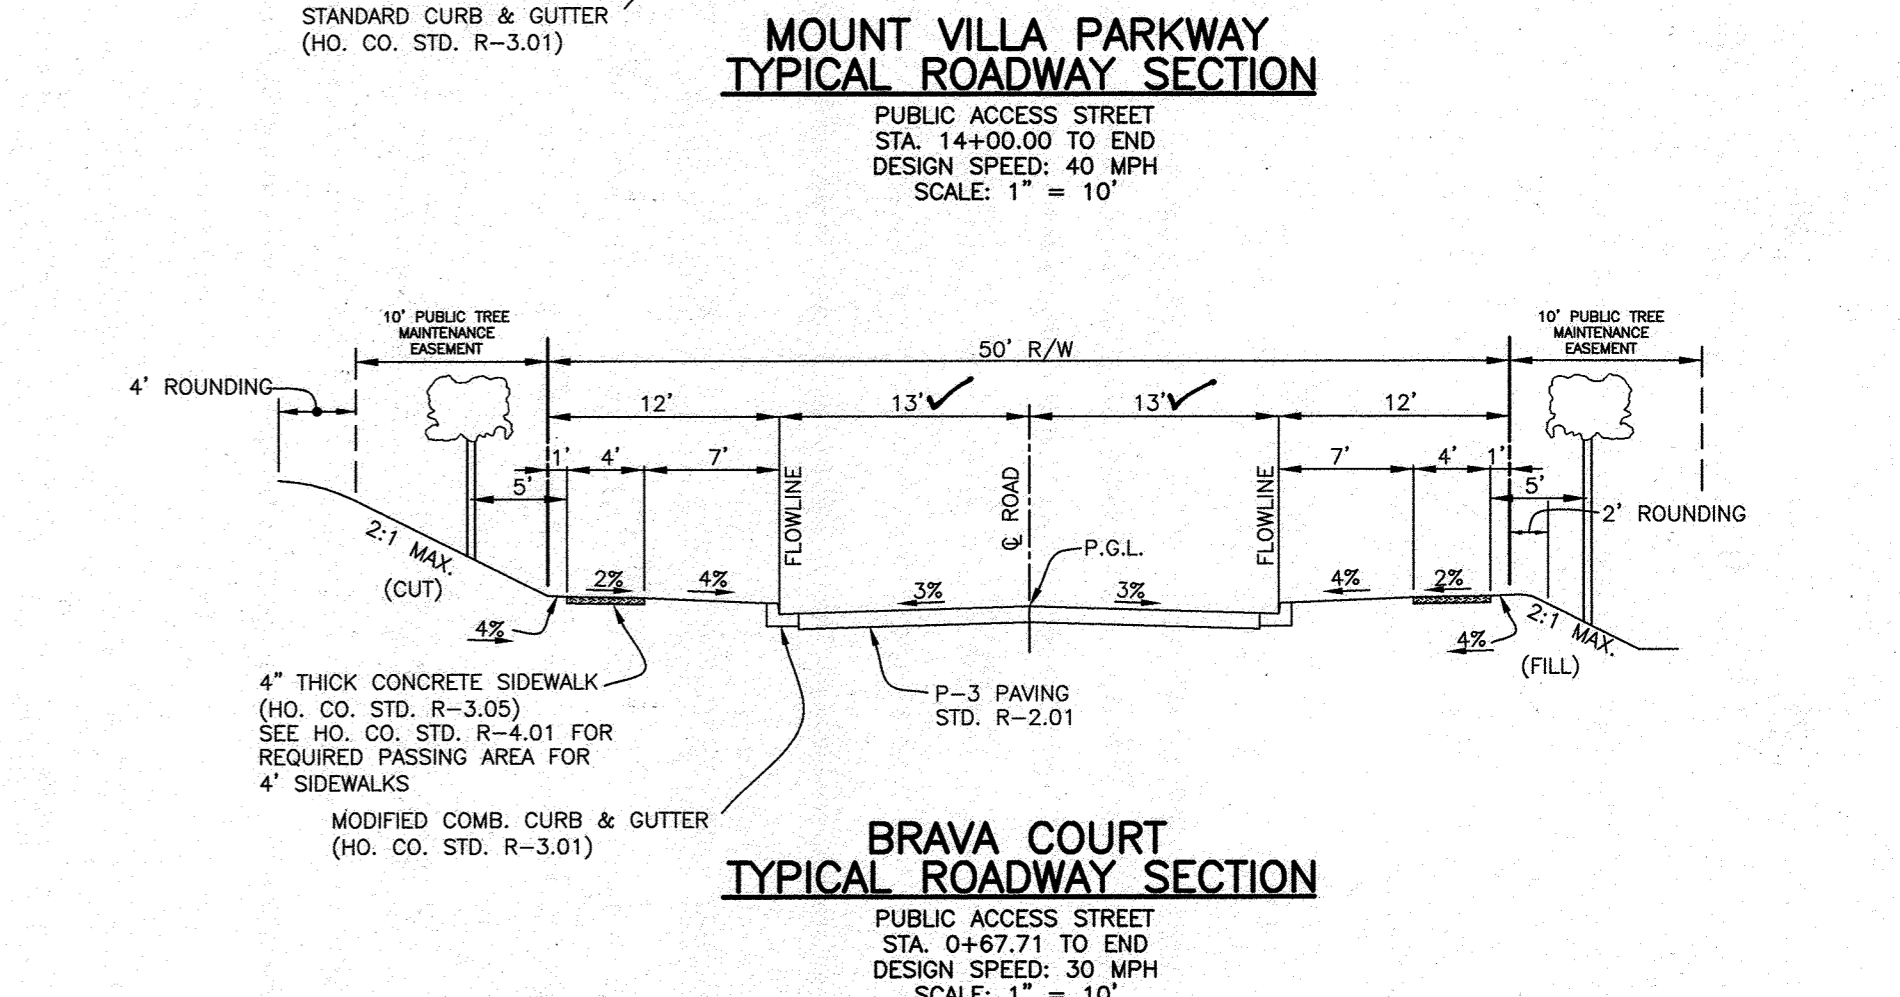 STANDARD CURB & GUTTER
(HO. CO. STD. R-3.01)
MOUNT VILLA PARKWAY
TYPICAL ROADWAY SECTION
PUBLIC ACCESS STREET
STA. 14+00.00 TO END
DESIGN SPEED: 40 MPH
SCALE: 1" = 10'
10' PUBLIC TREE
MAINTENANCE
EASEMENT
50' R/W
10' PUBLIC TREE
MAINTENANCE
EASEMENT
4' ROUNDING
12'
13'
13'
12'
1'
4'
7'
7'
4'
1'
5'
5'
FLOWLINE
℄ ROAD
FLOWLINE
2' ROUNDING
2:1 MAX.
(CUT)
P.G.L.
2%
4%
3%
3%
4%
2%
4%
4%
2:1 MAX.
(FILL)
4" THICK CONCRETE SIDEWALK
(HO. CO. STD. R-3.05)
SEE HO. CO. STD. R-4.01 FOR
REQUIRED PASSING AREA FOR
4' SIDEWALKS
P-3 PAVING
STD. R-2.01
MODIFIED COMB. CURB & GUTTER
(HO. CO. STD. R-3.01)
BRAVA COURT
TYPICAL ROADWAY SECTION
PUBLIC ACCESS STREET
STA. 0+67.71 TO END
DESIGN SPEED: 30 MPH
SCALE: 1" = 10'